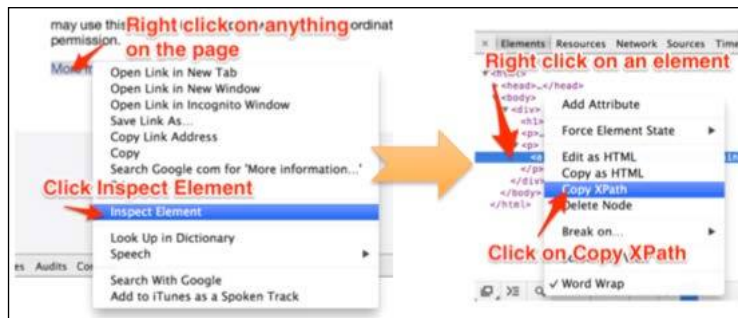 may use this
ordinat
permission.
Right click on anything
on the page
More
Open Link in New Tab
Open Link in New Window
Open Link in Incognito Window
Save Link As...
Copy Link Address
Copy
Search Google com for 'More information...'
Click Inspect Element
Inspect Element
Look Up in Dictionary
Speech
es Audits Con
Search With Google
Add to iTunes as a Spoken Track
× Elements Resources Network Sources Time
Right click on an element
<html>
<head>…</head>
<body>
<div>
<h1>
<p>…
<p>
<a
</p>
</div>
</body>
</html>
Add Attribute
Force Element State
Edit as HTML
Copy as HTML
Copy XPath
Delete Node
Break on...
Click on Copy XPath
✓ Word Wrap